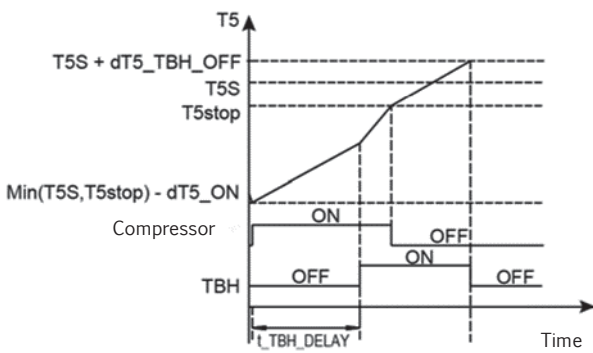 T5
T5S + dT5_TBH_OFF
T5S
T5stop
Min(T5S,T5stop) - dT5_ON
ON
Compressor
OFF
ON
TBH
OFF
OFF
t_TBH_DELAY
Time